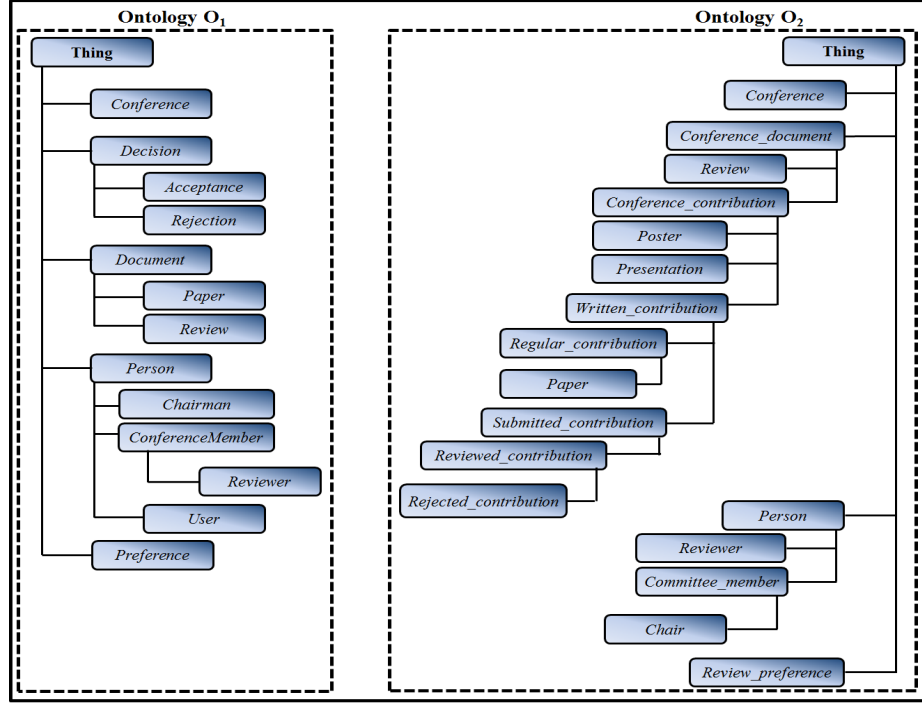 Ontology O1
Thing
Conference
Decision
Acceptance
Rejection
Document
Paper
Review
Person
Chairman
ConferenceMember
Reviewer
User
Preference
Ontology O2
Thing
Conference
Conference_document
Review
Conference_contribution
Poster
Presentation
Written_contribution
Regular_contribution
Paper
Submitted_contribution
Reviewed_contribution
Rejected_contribution
Person
Reviewer
Committee_member
Chair
Review_preference